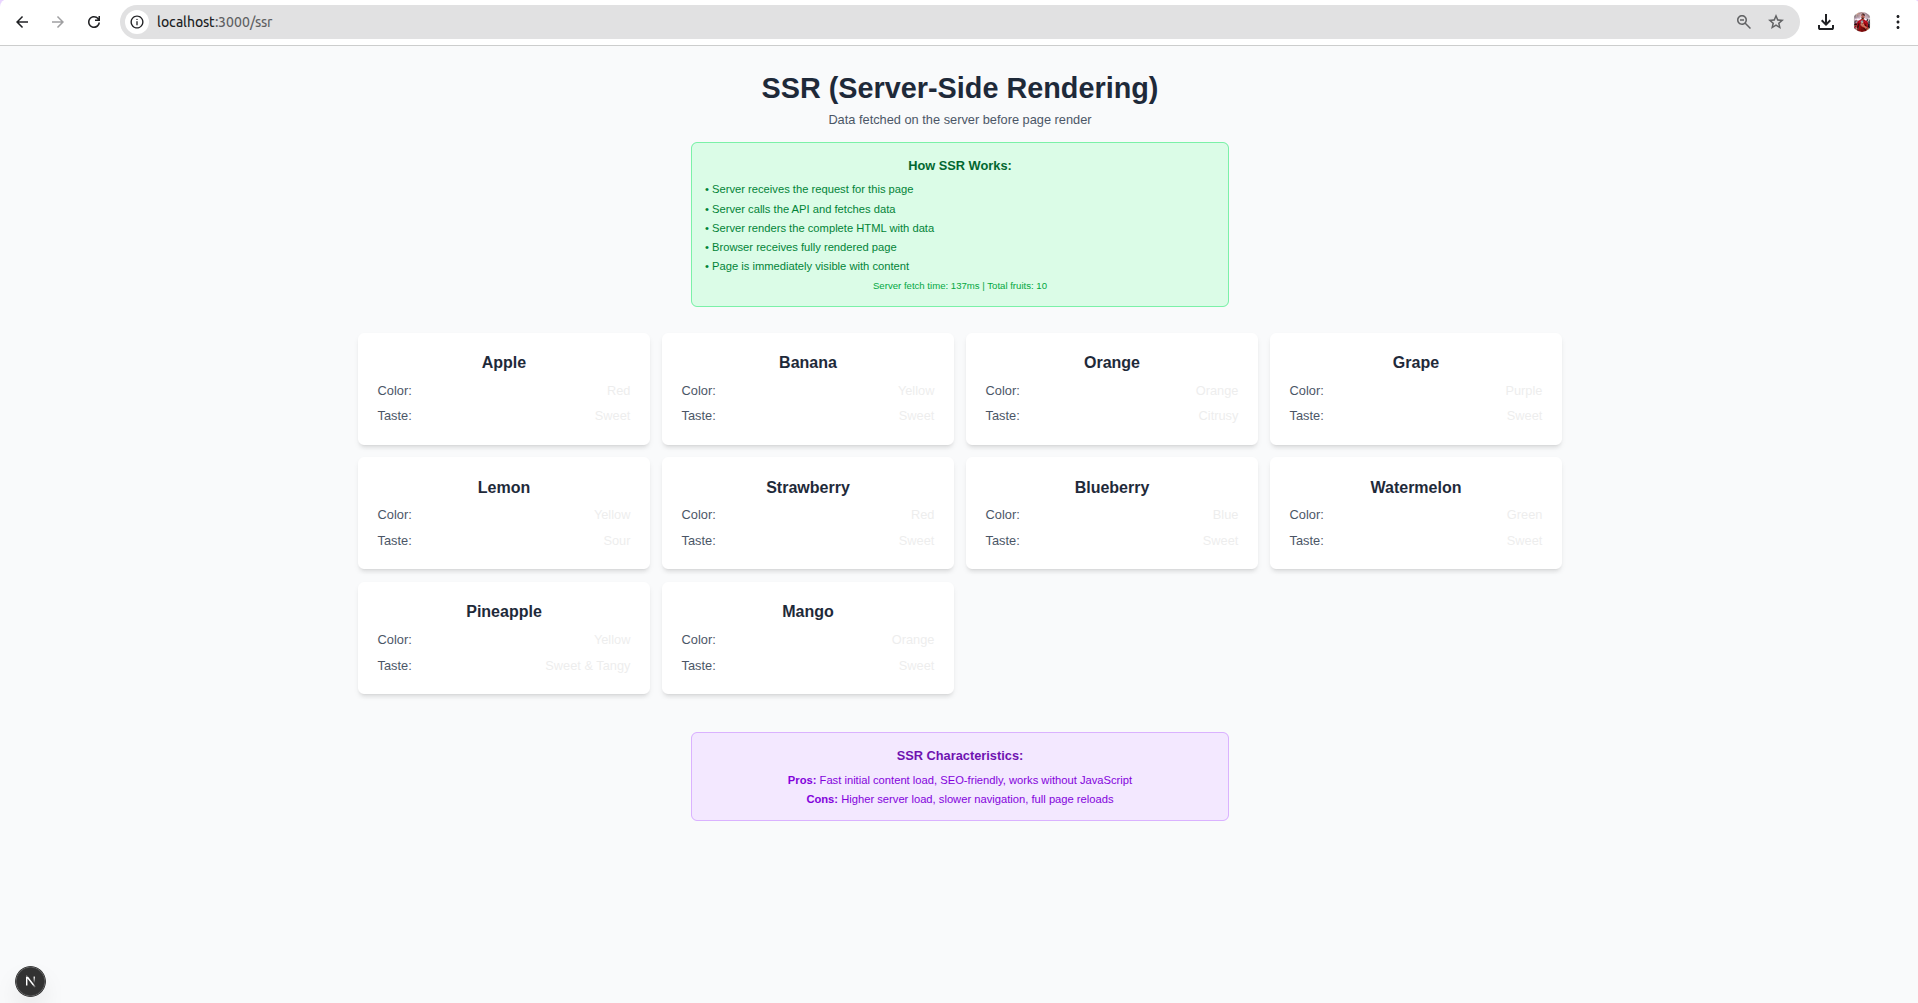 localhost:3000/ssr
SSR (Server-Side Rendering)
Data fetched on the server before page render
How SSR Works:
• Server receives the request for this page
• Server calls the API and fetches data
• Server renders the complete HTML with data
• Browser receives fully rendered page
• Page is immediately visible with content
Server fetch time: 137ms | Total fruits: 10
Apple
Color: Red
Taste: Sweet
Banana
Color: Yellow
Taste: Sweet
Orange
Color: Orange
Taste: Citrusy
Grape
Color: Purple
Taste: Sweet
Lemon
Color: Yellow
Taste: Sour
Strawberry
Color: Red
Taste: Sweet
Blueberry
Color: Blue
Taste: Sweet
Watermelon
Color: Green
Taste: Sweet
Pineapple
Color: Yellow
Taste: Sweet & Tangy
Mango
Color: Orange
Taste: Sweet
SSR Characteristics:
Pros: Fast initial content load, SEO-friendly, works without JavaScript
Cons: Higher server load, slower navigation, full page reloads
N